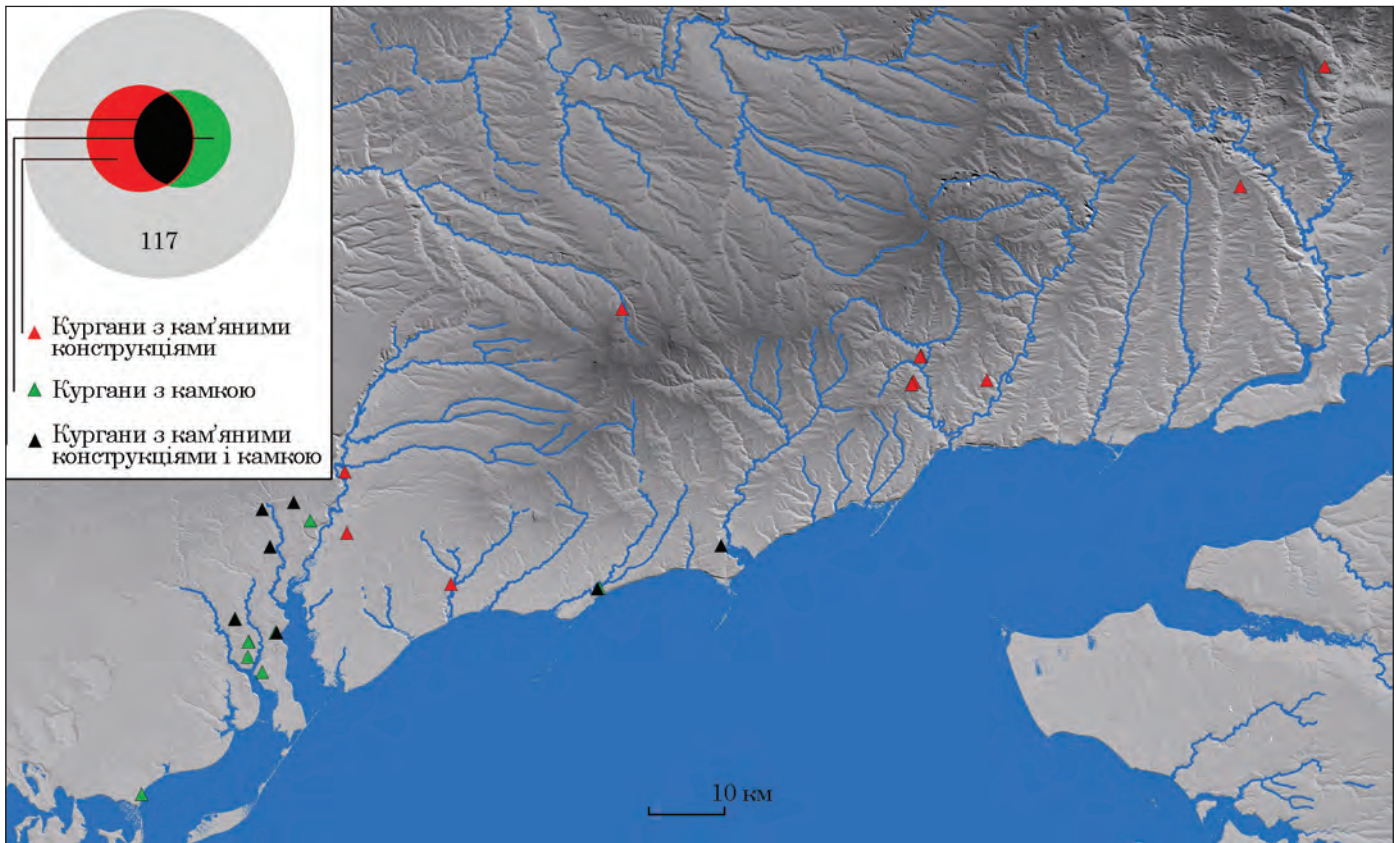 117
Кургани з кам’яними
конструкціями
Кургани з камкою
Кургани з кам’яними
конструкціями і камкою
10 км